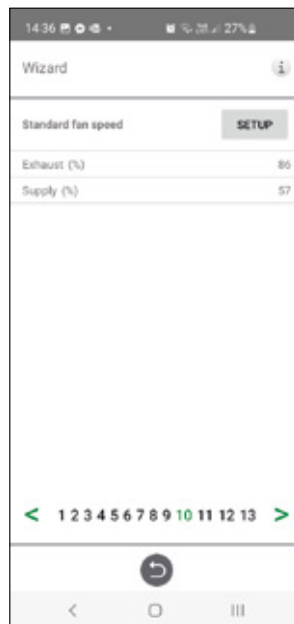 14:36 27%
Wizard i
Standard fan speed SETUP
Exhaust (%) 86
Supply (%) 57
< 1 2 3 4 5 6 7 8 9 10 11 12 13 >